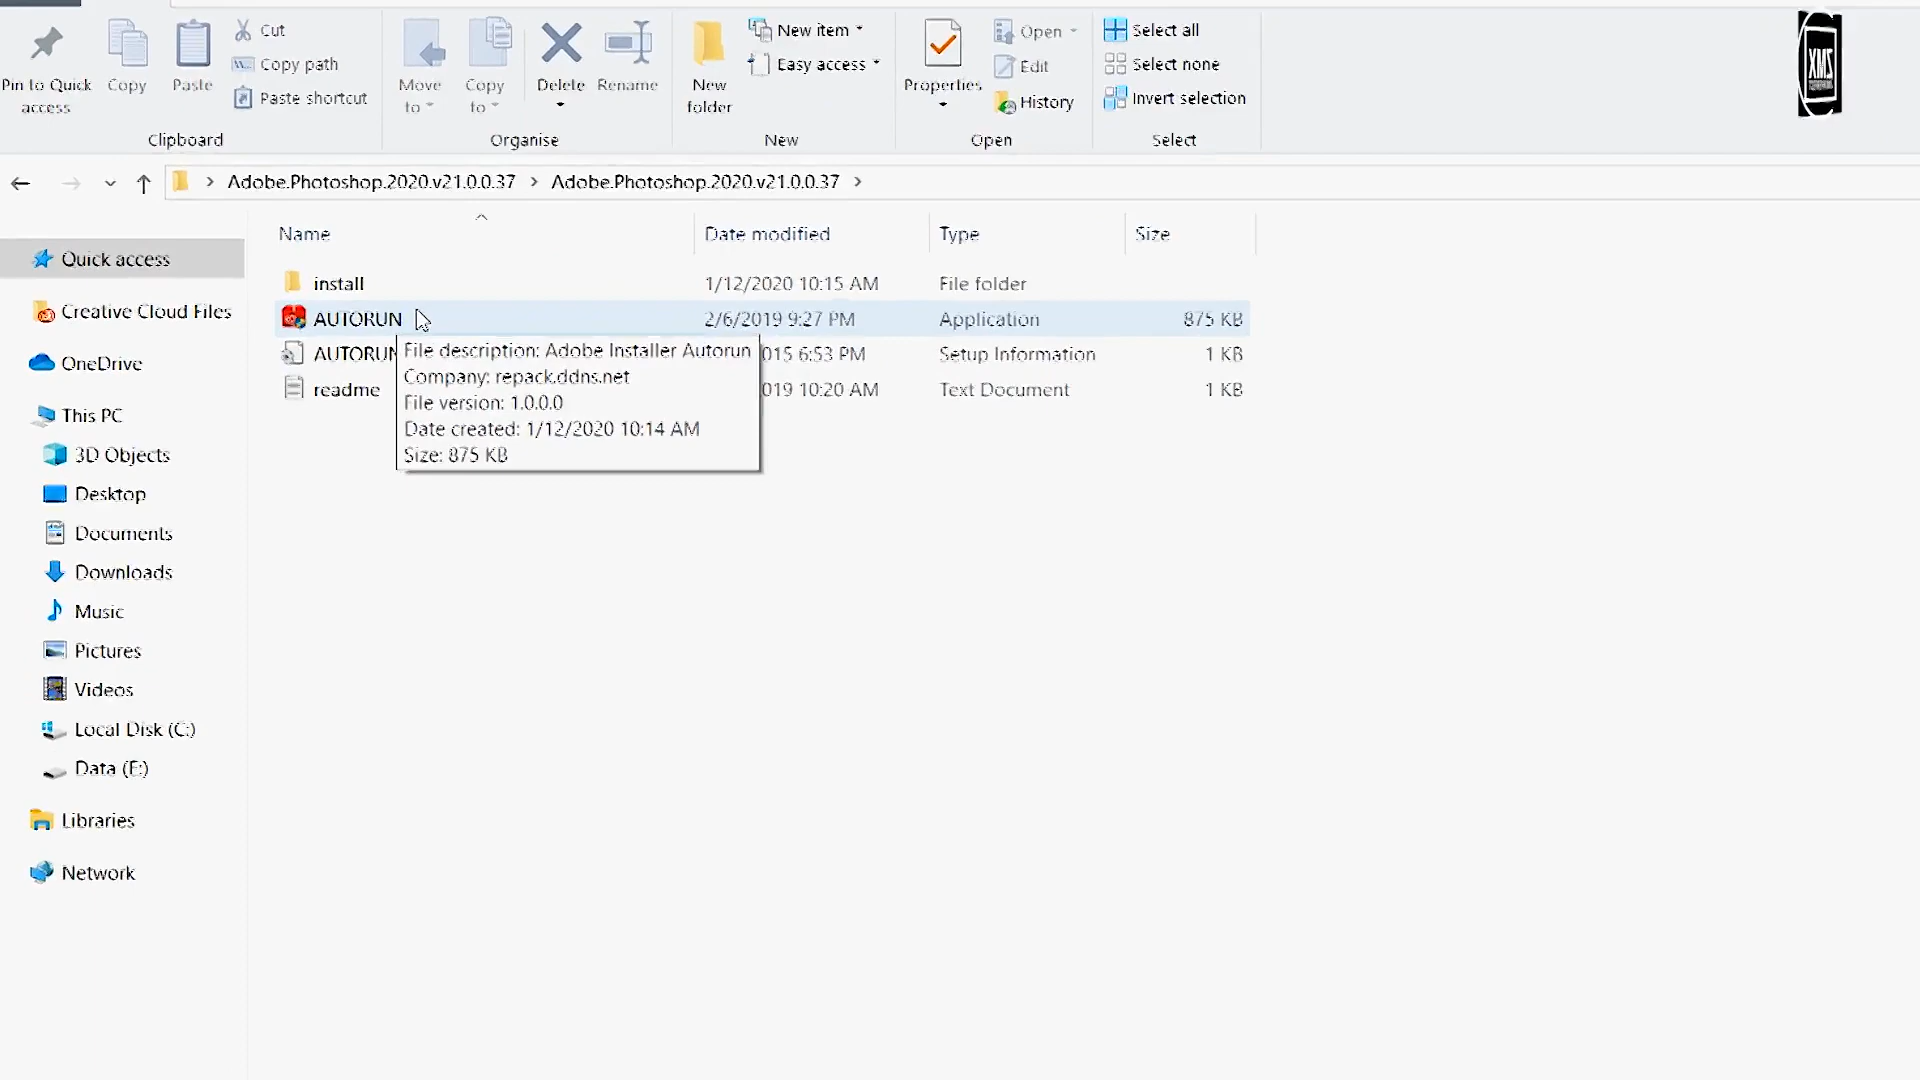 Cut
Copy path
Paste shortcut
Pin to Quick
access
Copy
Paste
Clipboard
Move
to
Copy
to
Delete
Rename
Organise
New
folder
New item
Easy access
New
Properties
Open
Edit
History
Open
Select all
Select none
Invert selection
Select
XMS
Adobe.Photoshop.2020.v21.0.0.37
Adobe.Photoshop.2020.v21.0.0.37
Name
Date modified
Type
Size
install
1/12/2020 10:15 AM
File folder
AUTORUN
2/6/2019 9:27 PM
Application
875 KB
AUTORUN
015 6:53 PM
Setup Information
1 KB
readme
019 10:20 AM
Text Document
1 KB
File description: Adobe Installer Autorun
Company: repack.ddns.net
File version: 1.0.0.0
Date created: 1/12/2020 10:14 AM
Size: 875 KB
Quick access
Creative Cloud Files
OneDrive
This PC
3D Objects
Desktop
Documents
Downloads
Music
Pictures
Videos
Local Disk (C:)
Data (E:)
Libraries
Network